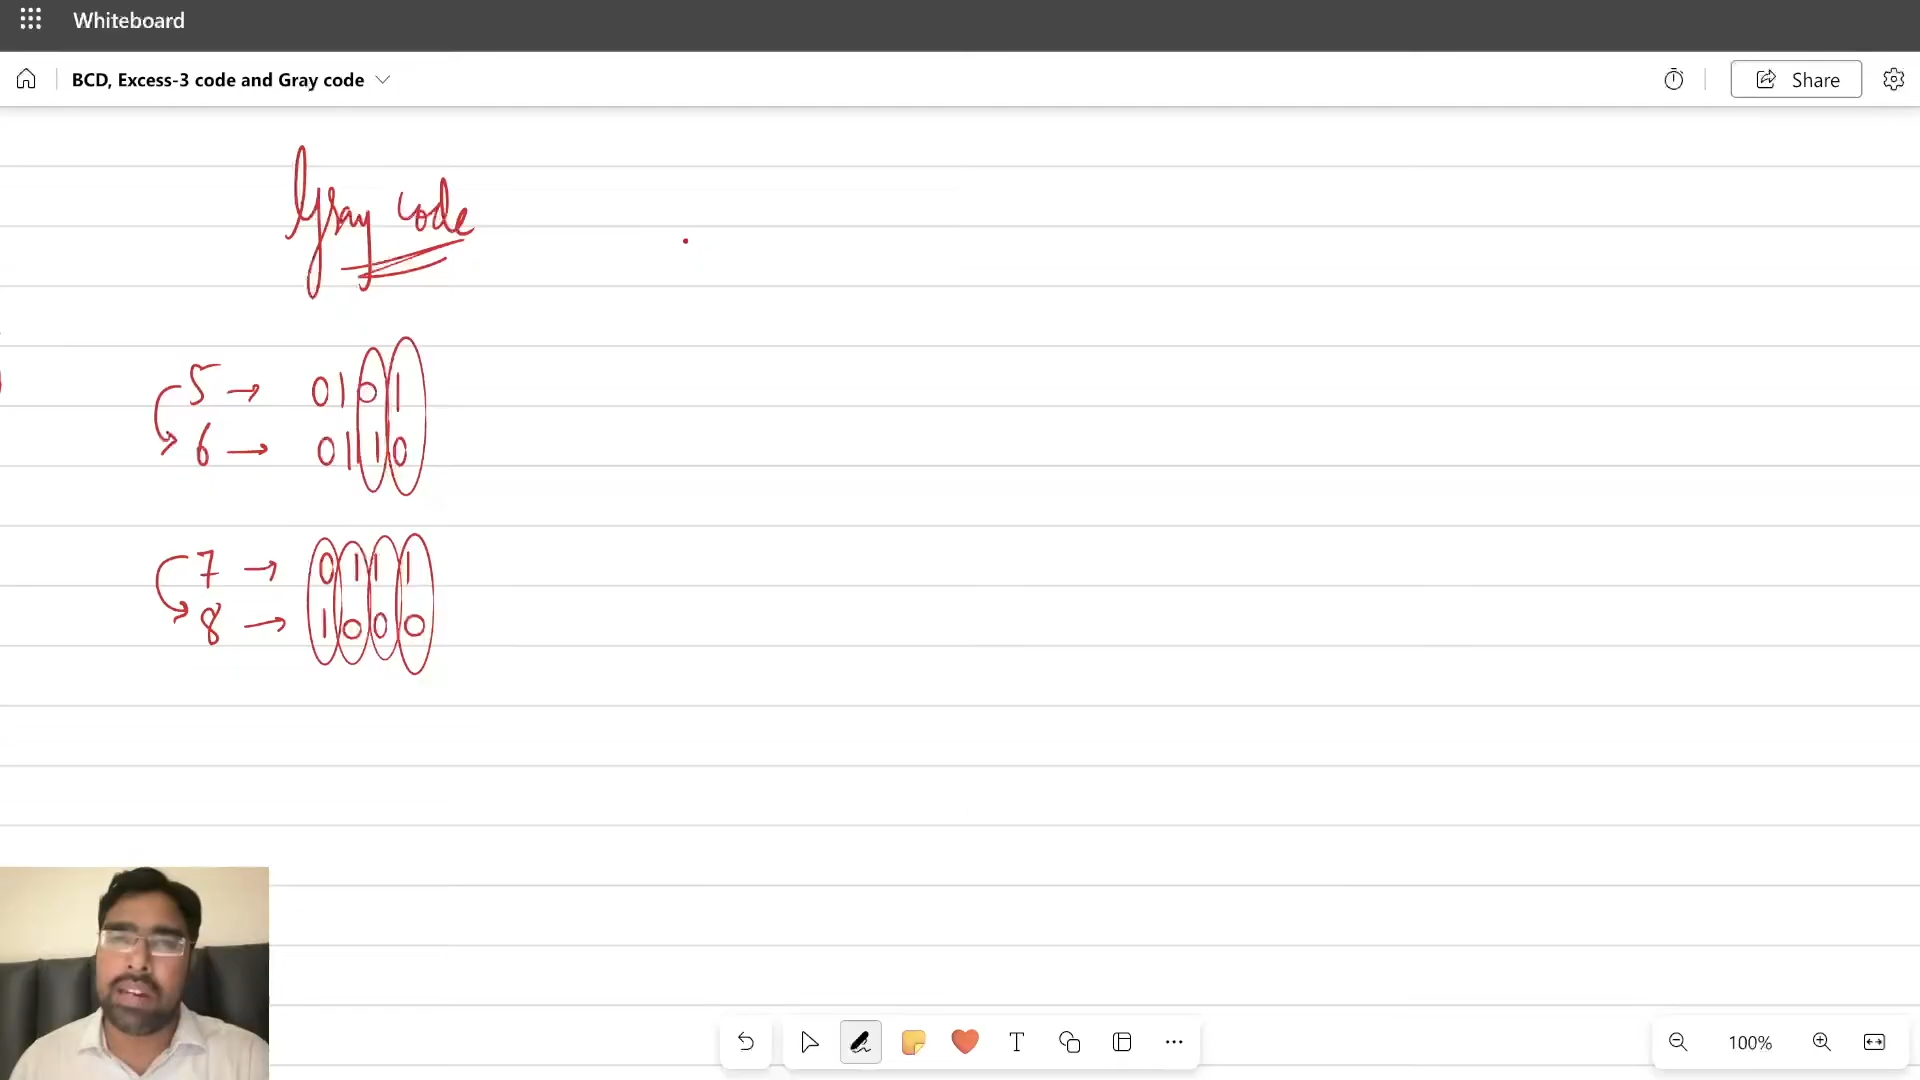 Whiteboard
BCD, Excess-3 code and Gray code
Share
Gray code
5 → 0101
6 → 0110
7 → 0111
8 → 1000
T
100%